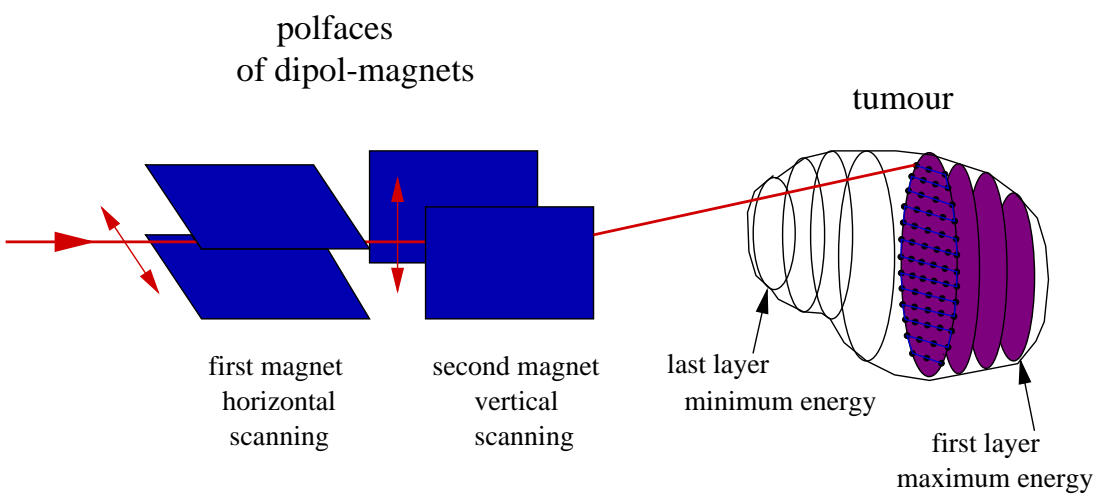 polfaces
of dipol-magnets
tumour
first magnet
horizontal
scanning
second magnet
vertical
scanning
last layer
minimum energy
first layer
maximum energy